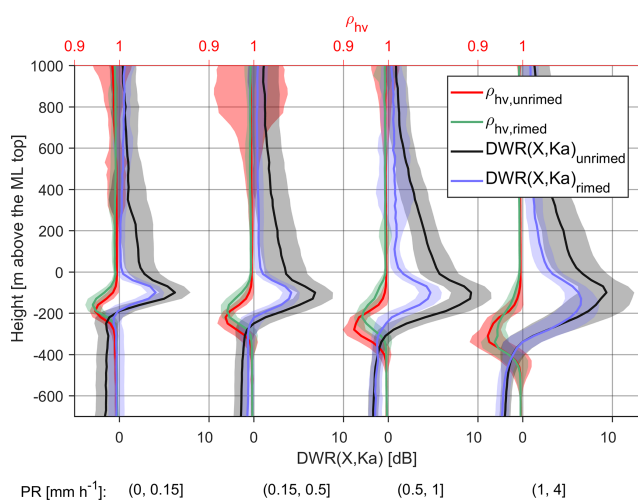 ρhv
0.9 1 0.9 1 0.9 1 0.9 1
1000
800
600
400
200
0
-200
-400
-600
Height [m above the ML top]
ρhv,unrimed
ρhv,rimed
DWR(X,Ka)unrimed
DWR(X,Ka)rimed
0 10 0 10 0 10 0 10
DWR(X,Ka) [dB]
PR [mm h-1]: (0, 0.15) (0.15, 0.5) (0.5, 1) (1, 4)